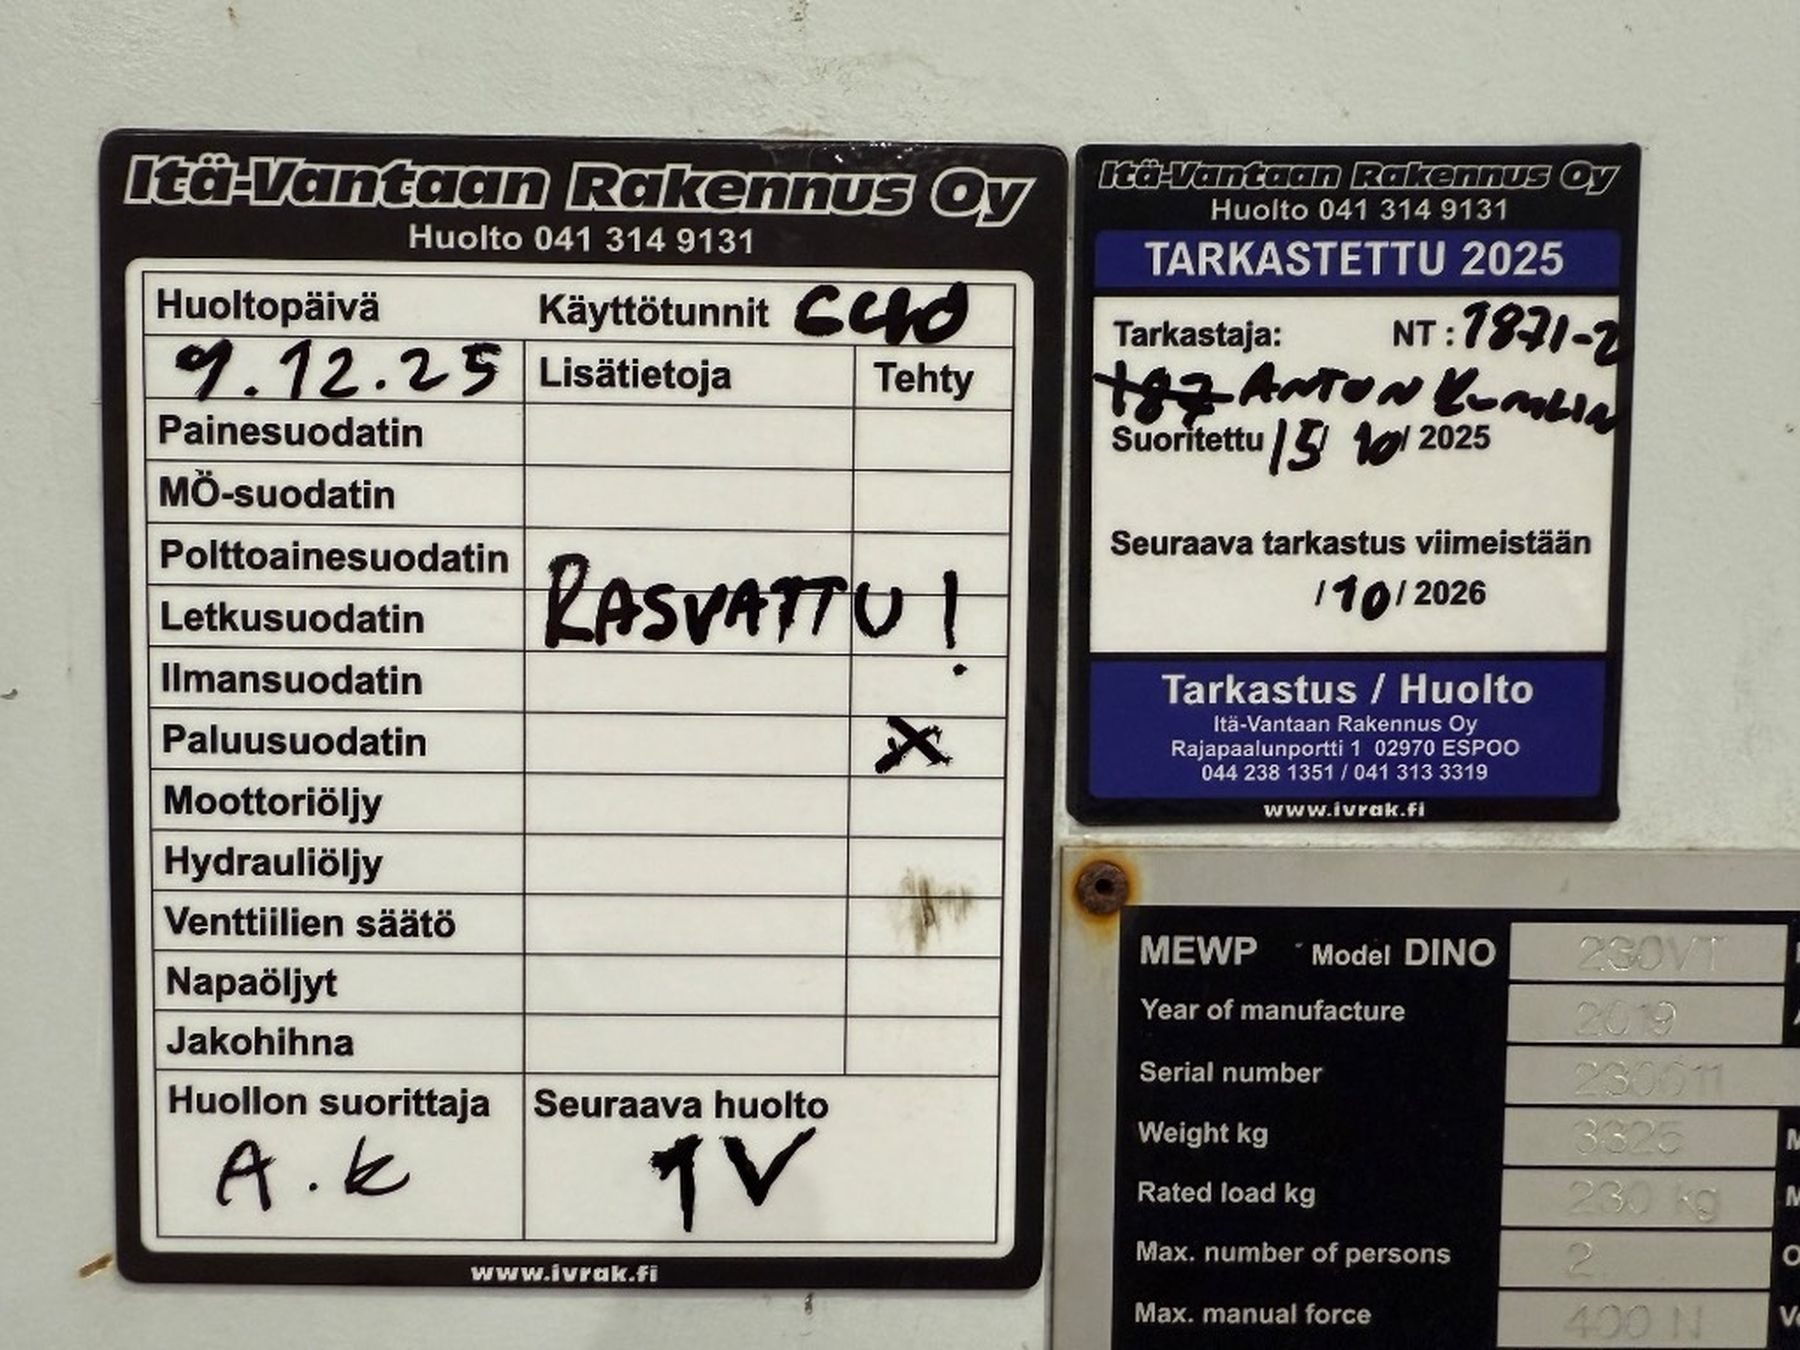 Itä-Vantaan Rakennus Oy
Huolto 041 314 9131
Huoltopäivä Käyttötunnit 640
9.12.25 Lisätietoja Tehty
Painesuodatin
MÖ-suodatin
Polttoainesuodatin
Letkusuodatin RASVATTU!
Ilmansuodatin
Paluusuodatin X
Moottoriöljy
Hydrauliöljy
Venttiilien säätö
Napaöljyt
Jakohihna
Huollon suorittaja Seuraava huolto
A.K 1V
www.ivrak.fi
Itä-Vantaan Rakennus Oy
Huolto 041 314 9131
TARKASTETTU 2025
Tarkastaja: NT: 1871-2
187 ANTON KUMLIN
Suoritettu 15/ 10/ 2025
Seuraava tarkastus viimeistään
/10/ 2026
Tarkastus / Huolto
Itä-Vantaan Rakennus Oy
Rajapaalunportti 1 02970 ESPOO
044 238 1351 / 041 313 3319
www.ivrak.fi
MEWP Model DINO 230VT
Year of manufacture 2019
Serial number
Weight kg 3325
Rated load kg 230 kg
Max. number of persons 2
Max. manual force 400 N